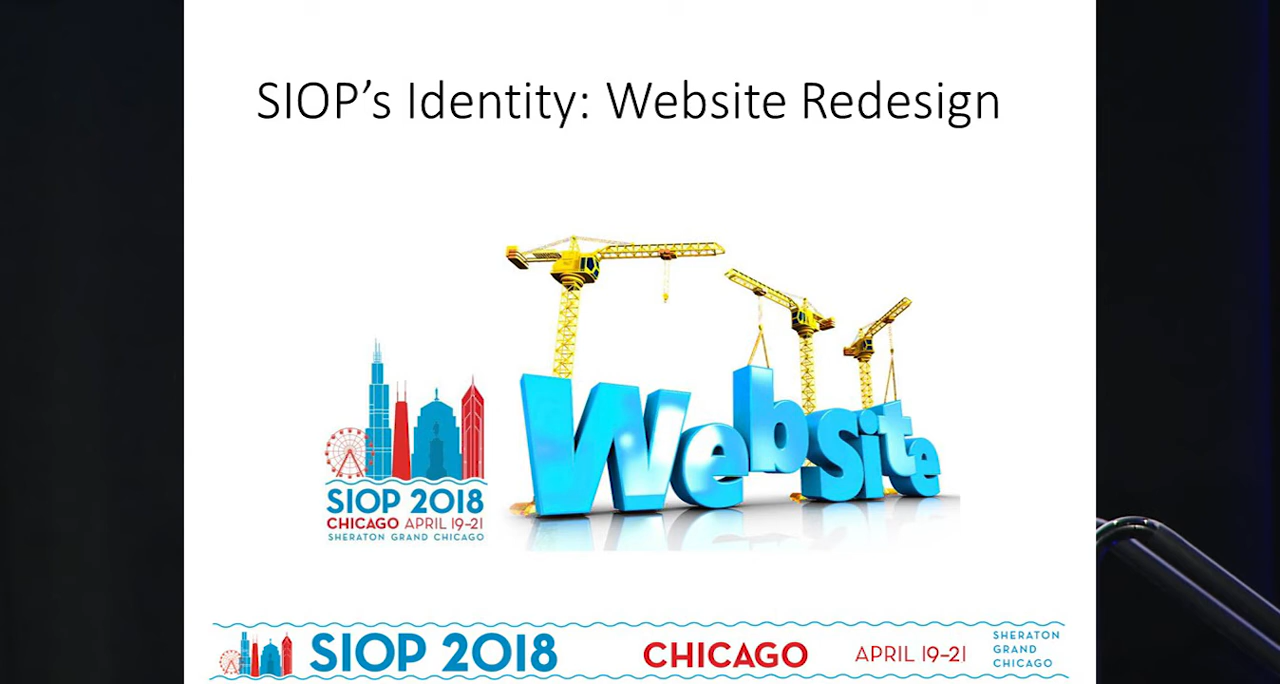 SIOP's Identity: Website Redesign
Website
SIOP 2018
CHICAGO APRIL 19-21
SHERATON GRAND CHICAGO
SIOP 2018
CHICAGO
APRIL 19-21
SHERATON
GRAND
CHICAGO